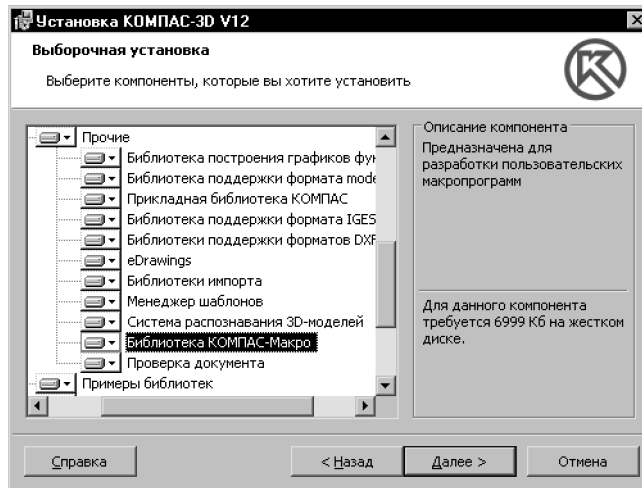 Установка КОМПАС-3D V12
Выборочная установка
Выберите компоненты, которые вы хотите установить
Прочие
Библиотека построения графиков фун
Библиотека поддержки формата mode
Прикладная библиотека КОМПАС
Библиотека поддержки формата IGES
Библиотеки поддержки форматов DXF
eDrawings
Библиотеки импорта
Менеджер шаблонов
Система распознавания 3D-моделей
Библиотека КОМПАС-Макро
Проверка документа
Примеры библиотек
Описание компонента
Предназначена для
разработки пользовательских
макропрограмм
Для данного компонента
требуется 6999 Кб на жестком
диске.
Справка
< Назад
Далее >
Отмена